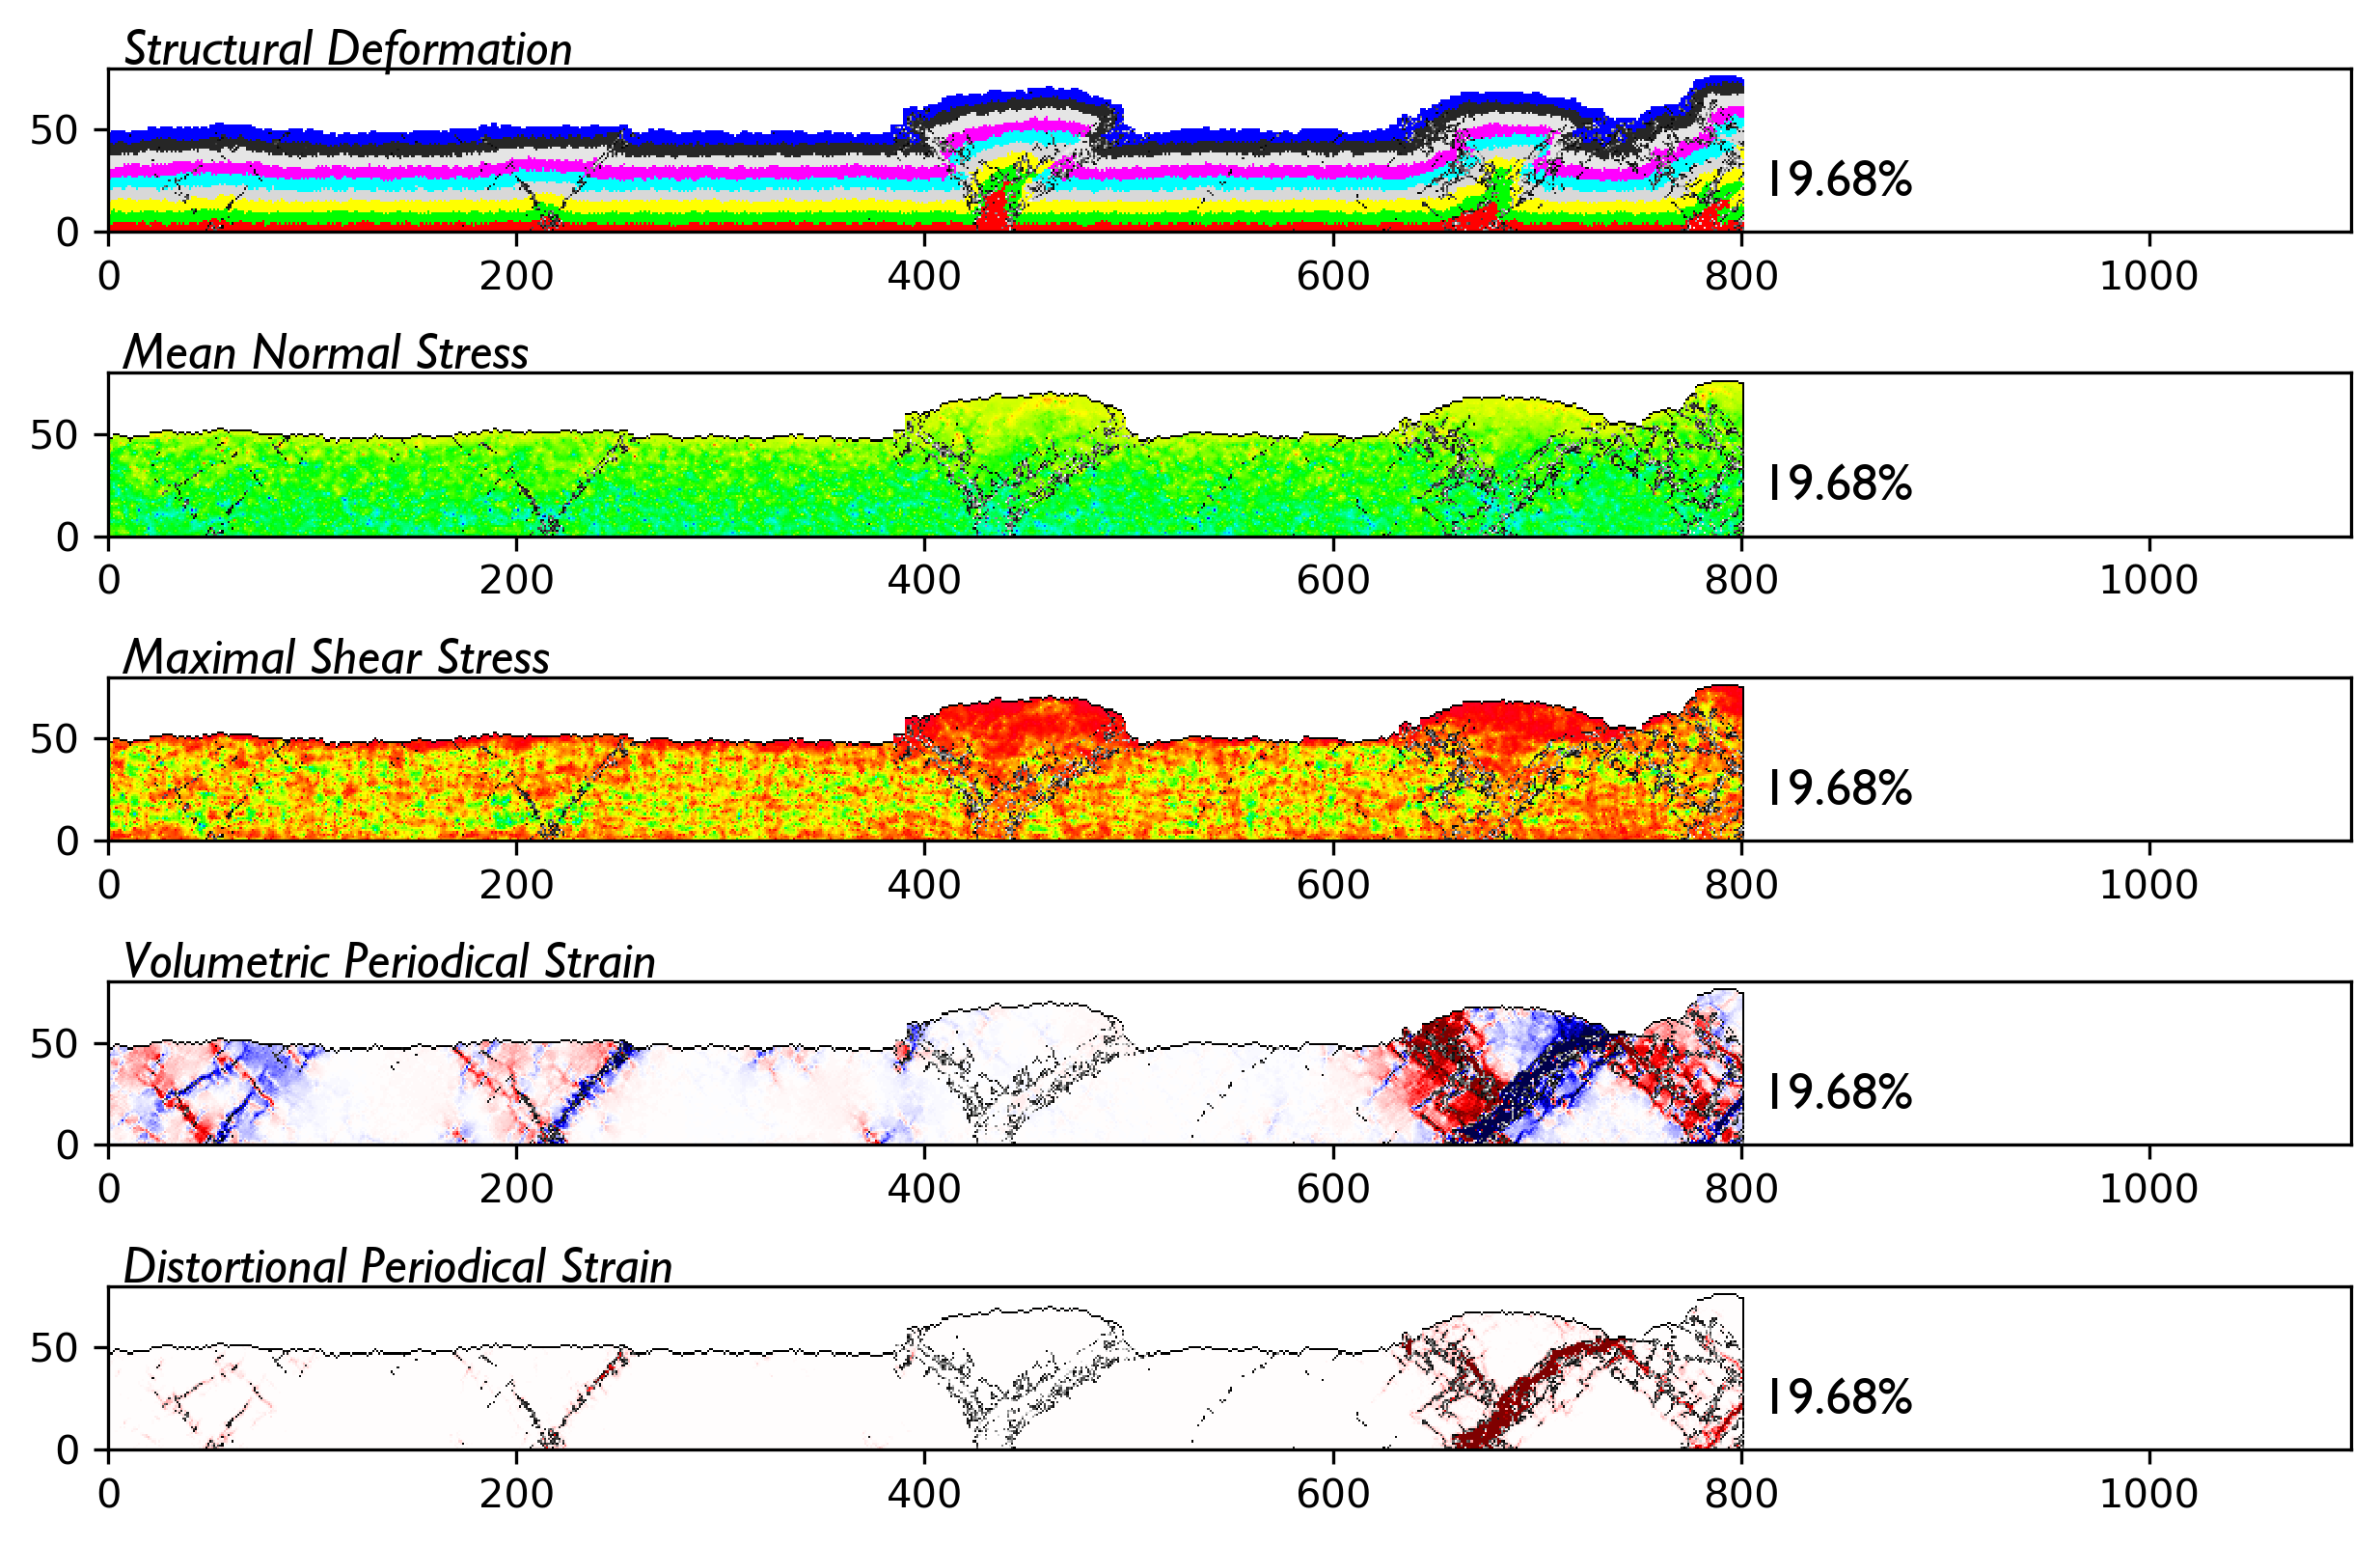 Structural Deformation
50
0
19.68%
0 200 400 600 800 1000
Mean Normal Stress
50
0
19.68%
0 200 400 600 800 1000
Maximal Shear Stress
50
0
19.68%
0 200 400 600 800 1000
Volumetric Periodical Strain
50
0
19.68%
0 200 400 600 800 1000
Distortional Periodical Strain
50
0
19.68%
0 200 400 600 800 1000